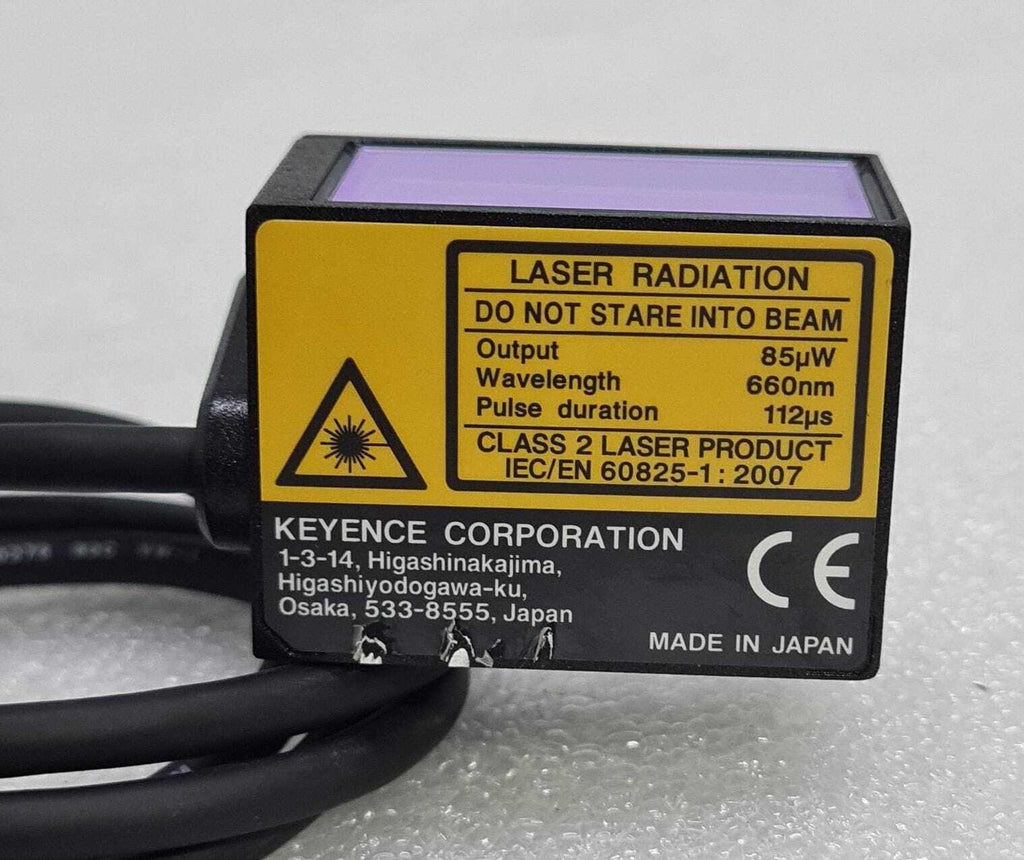 LASER RADIATION
DO NOT STARE INTO BEAM
Output 85µW
Wavelength 660nm
Pulse duration 112µs
CLASS 2 LASER PRODUCT
IEC/EN 60825-1 : 2007
KEYENCE CORPORATION
1-3-14, Higashinakajima,
Higashiyodogawa-ku,
Osaka, 533-8555, Japan
CE
MADE IN JAPAN